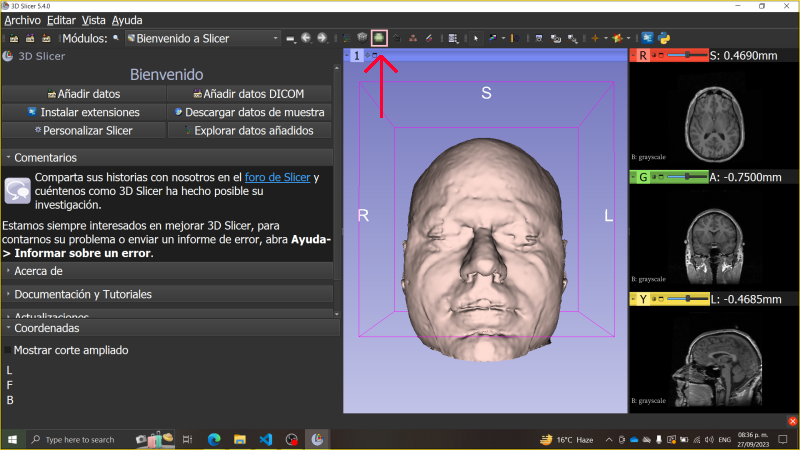 3D Slicer 5.4.0
Archivo Editar Vista Ayuda
Módulos: Bienvenido a Slicer
3D Slicer
Bienvenido
Añadir datos
Añadir datos DICOM
Instalar extensiones
Descargar datos de muestra
Personalizar Slicer
Explorar datos añadidos
Comentarios
Comparta sus historias con nosotros en el foro de Slicer y
cuéntenos como 3D Slicer ha hecho posible su
investigación.
Estamos siempre interesados en mejorar 3D Slicer, para
contarnos su problema o enviar un informe de error, abra Ayuda-
> Informar sobre un error.
Acerca de
Documentación y Tutoriales
Actualizaciones
Coordenadas
Mostrar corte ampliado
L
F
B
1
S
R
L
R S: 0.4690mm
B: grayscale
G A: -0.7500mm
B: grayscale
Y L: -0.4685mm
B: grayscale
Type here to search
16°C Haze
ENG
08:36 p. m.
27/09/2023